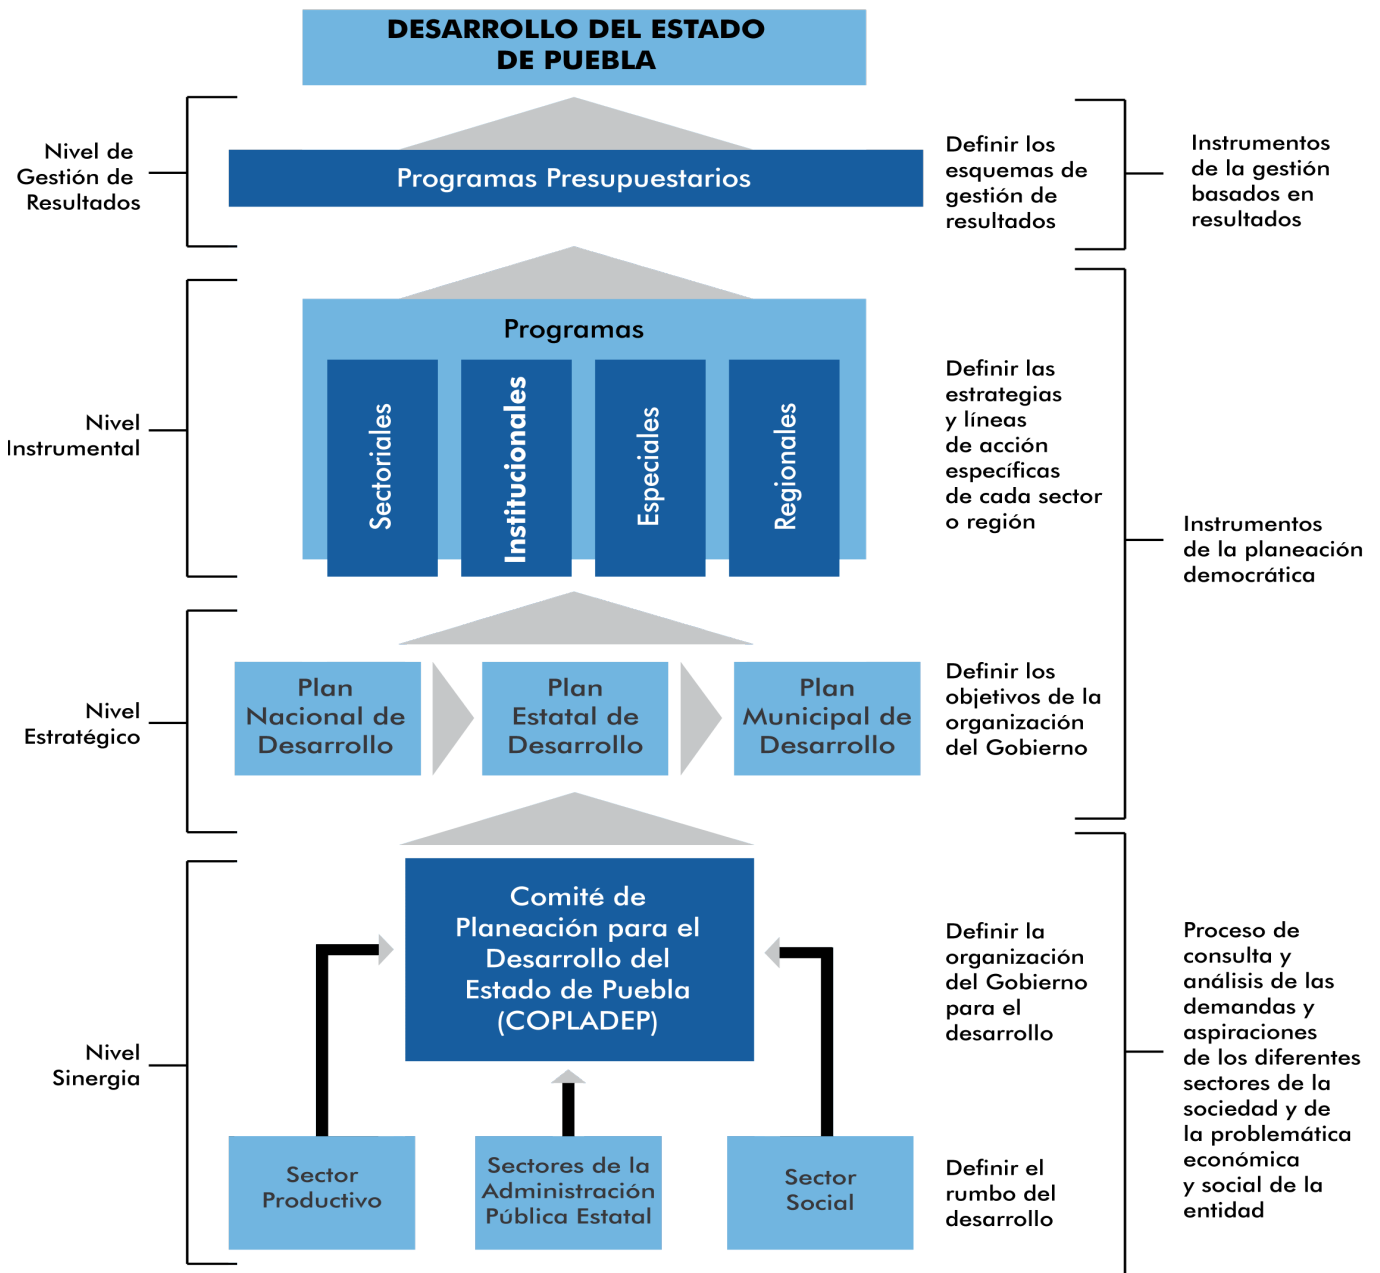 DESARROLLO DEL ESTADO
DE PUEBLA
Nivel de
Gestión de
Resultados
Programas Presupuestarios
Definir los
esquemas de
gestión de
resultados
Instrumentos
de la gestión
basados en
resultados
Nivel
Instrumental
Programas
Sectoriales
Institucionales
Especiales
Regionales
Definir las
estrategias
y líneas
de acción
específicas
de cada sector
o región
Instrumentos
de la planeación
democrática
Nivel
Estratégico
Plan
Nacional de
Desarrollo
Plan
Estatal de
Desarrollo
Plan
Municipal de
Desarrollo
Definir los
objetivos de la
organización
del Gobierno
Nivel
Sinergia
Comité de
Planeación para el
Desarrollo del
Estado de Puebla
(COPLADEP)
Definir la
organización
del Gobierno
para el
desarrollo
Proceso de
consulta y
análisis de las
demandas y
aspiraciones
de los diferentes
sectores de la
sociedad y de
la problemática
económica
y social de la
entidad
Sector
Productivo
Sectores de la
Administración
Pública Estatal
Sector
Social
Definir el
rumbo del
desarrollo